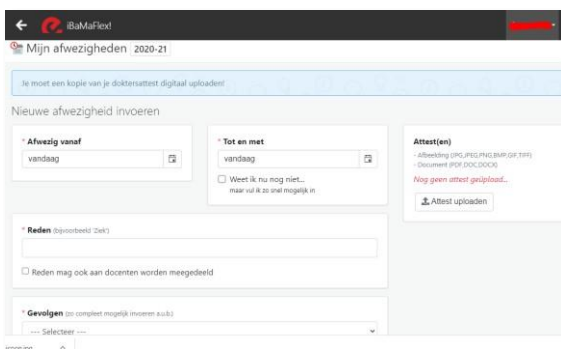 iBaMaFlex!
Mijn afwezigheden 2020-21
Je moet een kopie van je doktersattest digitaal uploaden!
Nieuwe afwezigheid invoeren
* Afwezig vanaf
vandaag
* Tot en met
vandaag
Weet ik nu nog niet...
maar vul ik zo snel mogelijk in
Attest(en)
- Afbeelding (JPG,JPEG,PNG,BMP,GIF,TIFF)
- Document (PDF,DOC,DOCX)
Nog geen attest geüpload...
Attest uploaden
* Reden (bijvoorbeeld 'Ziek')
Reden mag ook aan docenten worden meegedeeld
* Gevolgen (zo compleet mogelijk invoeren a.u.b.)
--- Selecteer ---